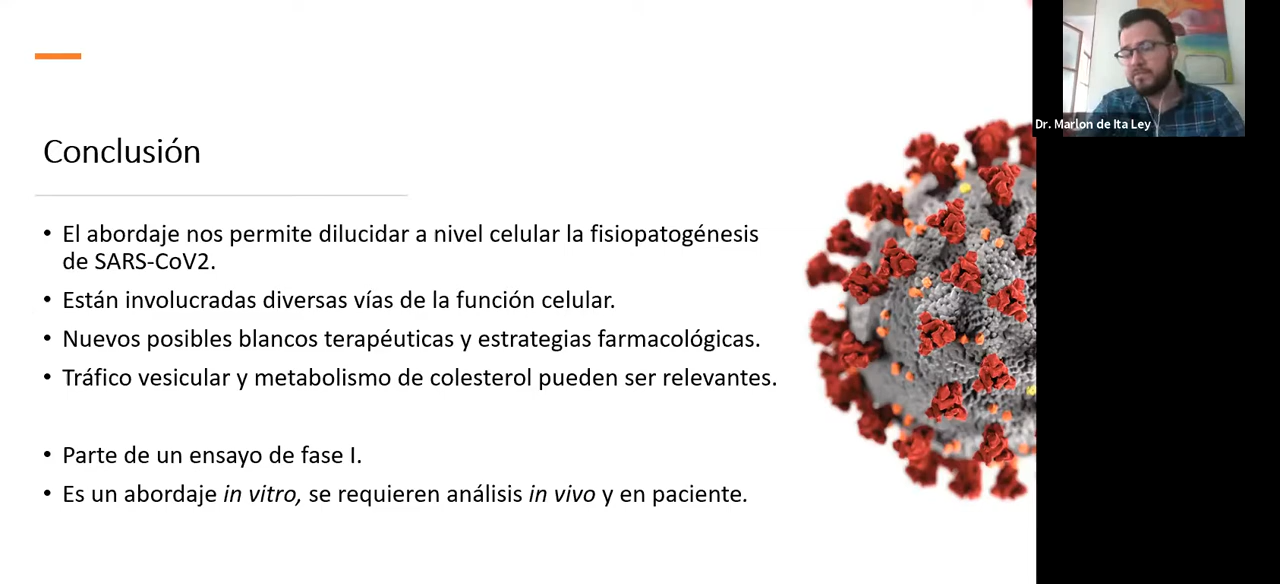 Conclusión
• El abordaje nos permite dilucidar a nivel celular la fisiopatogénesis
de SARS-CoV2.
• Están involucradas diversas vías de la función celular.
• Nuevos posibles blancos terapéuticas y estrategias farmacológicas.
• Tráfico vesicular y metabolismo de colesterol pueden ser relevantes.
• Parte de un ensayo de fase I.
• Es un abordaje in vitro, se requieren análisis in vivo y en paciente.
Dr. Marlon de Ita Ley